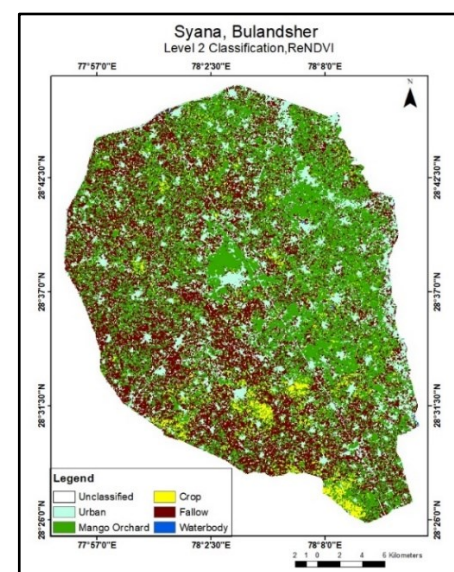 Syana, Bulandsher
Level 2 Classification,ReNDVI
77°57'0"E 78°2'30"E 78°8'0"E
N
28°42'30"N 28°42'30"N
28°37'0"N 28°37'0"N
28°31'30"N 28°31'30"N
28°26'0"N 28°26'0"N
Legend
Unclassified Crop
Urban Fallow
Mango Orchard Waterbody
77°57'0"E 78°2'30"E 78°8'0"E
2 1 0 2 4 6 Kilometers